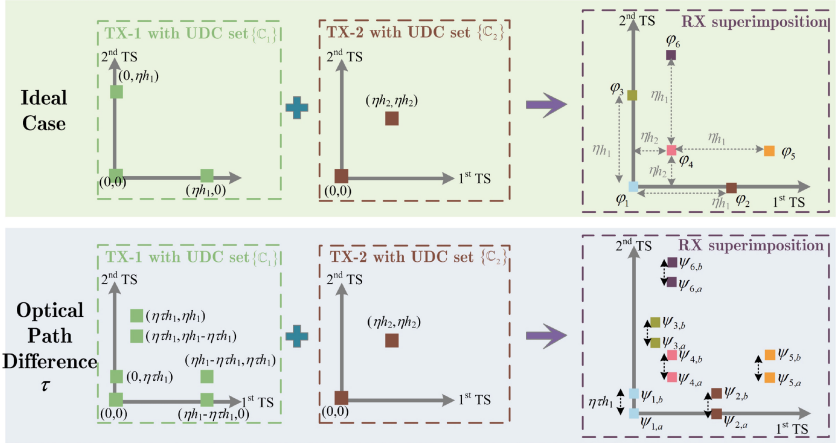 TX-1 with UDC set{ℂ₁}
TX-2 with UDC set {ℂ₂}
RX superimposition
Ideal
Case
2nd TS
(0,ηh₁)
(0,0)
(ηh₁,0)
2nd TS
(ηh₂,ηh₂)
1st TS
(0,0)
2nd TS
φ₆
φ₃
ηh₁
ηh₁
ηh₂
ηh₁
φ₄
φ₅
ηh₂
φ₁
φ₂
ηh₁
1st TS
TX-1 with UDC set{ℂ₁}
TX-2 with UDC set {ℂ₂}
RX superimposition
Optical
Path
Difference
τ
2nd TS
(ητh₁,ηh₁)
(ητh₁,ηh₁-ητh₁)
(ηh₁-ητh₁,ητh₁)
(0,ητh₁)
1st TS
(0,0)
(ηh₁-ητh₁,0)
2nd TS
(ηh₂,ηh₂)
1st TS
(0,0)
2nd TS
ψ6,b
ψ6,a
ψ3,b
ψ3,a
ψ4,b
ψ5,b
ψ4,a
ψ5,a
ητh₁
ψ1,b
ψ2,b
ψ1,a
ψ2,a
1st TS